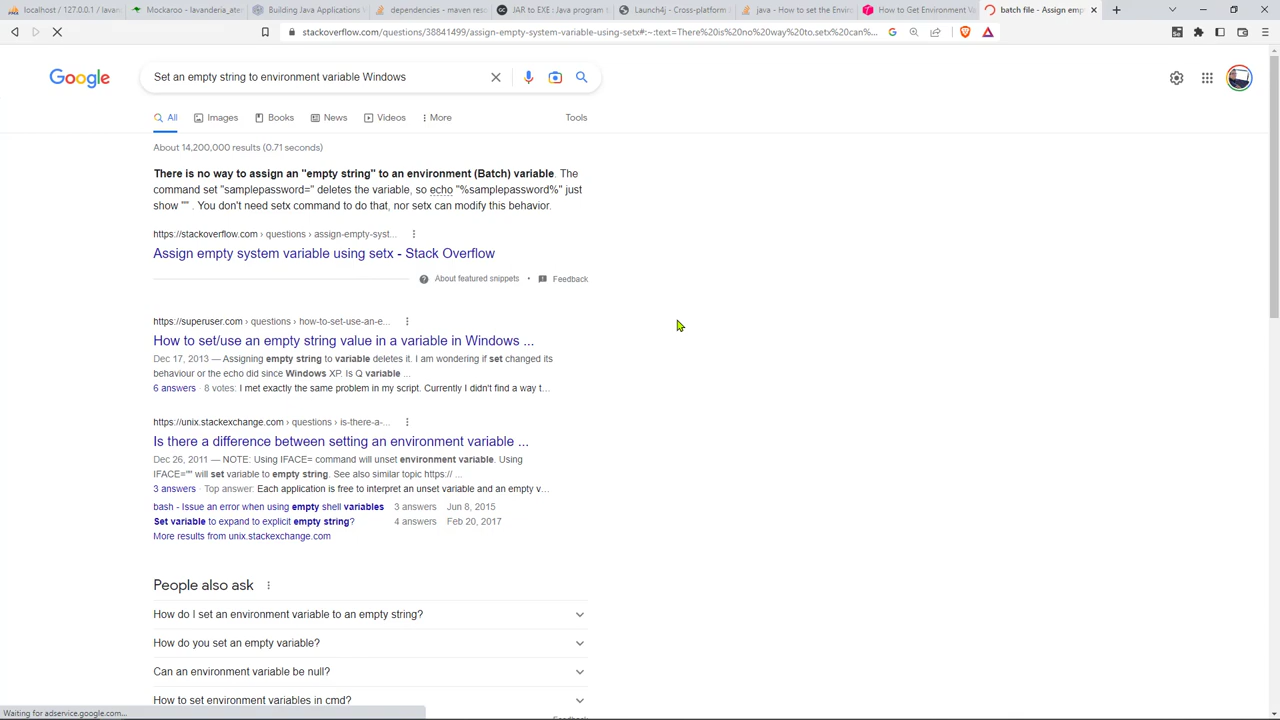 localhost / 127.0.0.1 / lavan
Mockaroo - lavanderia_ate
Building Java Applications
dependencies - maven reso
JAR to EXE : Java program t
Launch4j - Cross-platform
java - How to set the Enviro
How to Get Environment Va
batch file - Assign emp
stackoverflow.com/questions/38841499/assign-empty-system-variable-using-setx#:~:text=There%20is%20no%20way%20to,setx%20can%...
Google
Set an empty string to environment variable Windows
All
Images
Books
News
Videos
More
Tools
About 14,200,000 results (0.71 seconds)
There is no way to assign an "empty string" to an environment (Batch) variable. The
command set "samplepassword=" deletes the variable, so echo "%samplepassword%" just
show "" . You don't need setx command to do that, nor setx can modify this behavior.
https://stackoverflow.com › questions › assign-empty-syst...
Assign empty system variable using setx - Stack Overflow
About featured snippets • Feedback
https://superuser.com › questions › how-to-set-use-an-e...
How to set/use an empty string value in a variable in Windows ...
Dec 17, 2013 — Assigning empty string to variable deletes it. I am wondering if set changed its
behaviour or the echo did since Windows XP. Is Q variable ...
6 answers · 8 votes: I met exactly the same problem in my script. Currently I didn't find a way t...
https://unix.stackexchange.com › questions › is-there-a-...
Is there a difference between setting an environment variable ...
Dec 26, 2011 — NOTE: Using IFACE= command will unset environment variable. Using
IFACE="" will set variable to empty string. See also similar topic https:// ...
3 answers · Top answer: Each application is free to interpret an unset variable and an empty v...
bash - Issue an error when using empty shell variables 3 answers Jun 8, 2015
Set variable to expand to explicit empty string? 4 answers Feb 20, 2017
More results from unix.stackexchange.com
People also ask
How do I set an environment variable to an empty string?
How do you set an empty variable?
Can an environment variable be null?
How to set environment variables in cmd?
Feedback
Waiting for adservice.google.com...